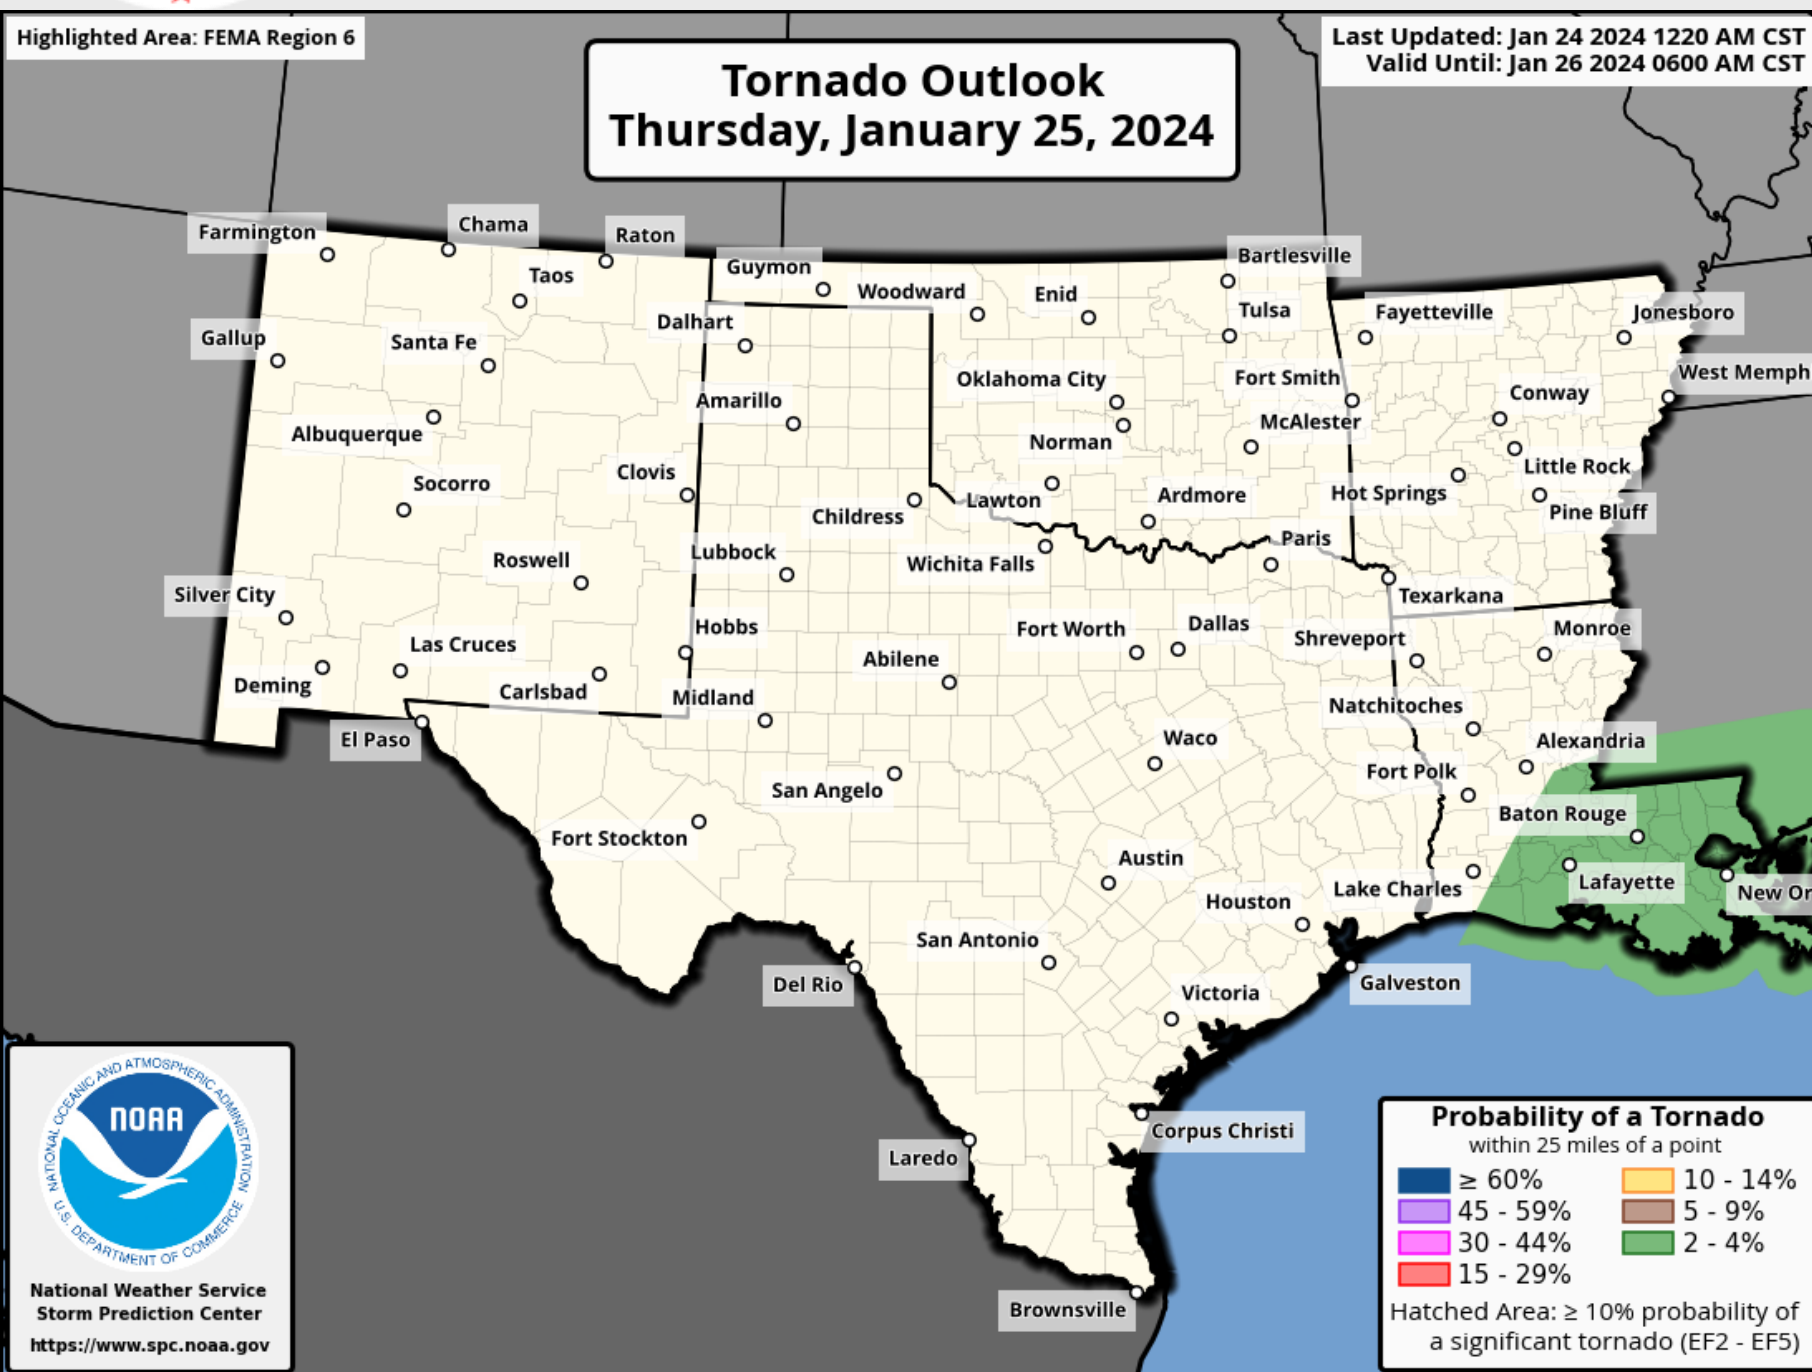 Highlighted Area: FEMA Region 6
Last Updated: Jan 24 2024 1220 AM CST
Valid Until: Jan 26 2024 0600 AM CST
Tornado Outlook
Thursday, January 25, 2024
Farmington
Chama
Raton
Taos
Guymon
Woodward
Enid
Bartlesville
Tulsa
Fayetteville
Jonesboro
Gallup
Santa Fe
Dalhart
Oklahoma City
Fort Smith
Conway
West Memph
Amarillo
Albuquerque
Norman
McAlester
Little Rock
Socorro
Clovis
Childress
Lawton
Ardmore
Hot Springs
Pine Bluff
Roswell
Lubbock
Wichita Falls
Paris
Silver City
Texarkana
Las Cruces
Hobbs
Fort Worth
Dallas
Shreveport
Monroe
Deming
Carlsbad
Midland
Abilene
Natchitoches
El Paso
Waco
Alexandria
San Angelo
Fort Polk
Fort Stockton
Baton Rouge
Austin
Lake Charles
Lafayette
New Or
Houston
San Antonio
Del Rio
Victoria
Galveston
Corpus Christi
Laredo
Brownsville
NATIONAL OCEANIC AND ATMOSPHERIC ADMINISTRATION
NOAA
U.S. DEPARTMENT OF COMMERCE
National Weather Service
Storm Prediction Center
https://www.spc.noaa.gov
Probability of a Tornado
within 25 miles of a point
≥ 60%
10 - 14%
45 - 59%
5 - 9%
30 - 44%
2 - 4%
15 - 29%
Hatched Area: ≥ 10% probability of
a significant tornado (EF2 - EF5)